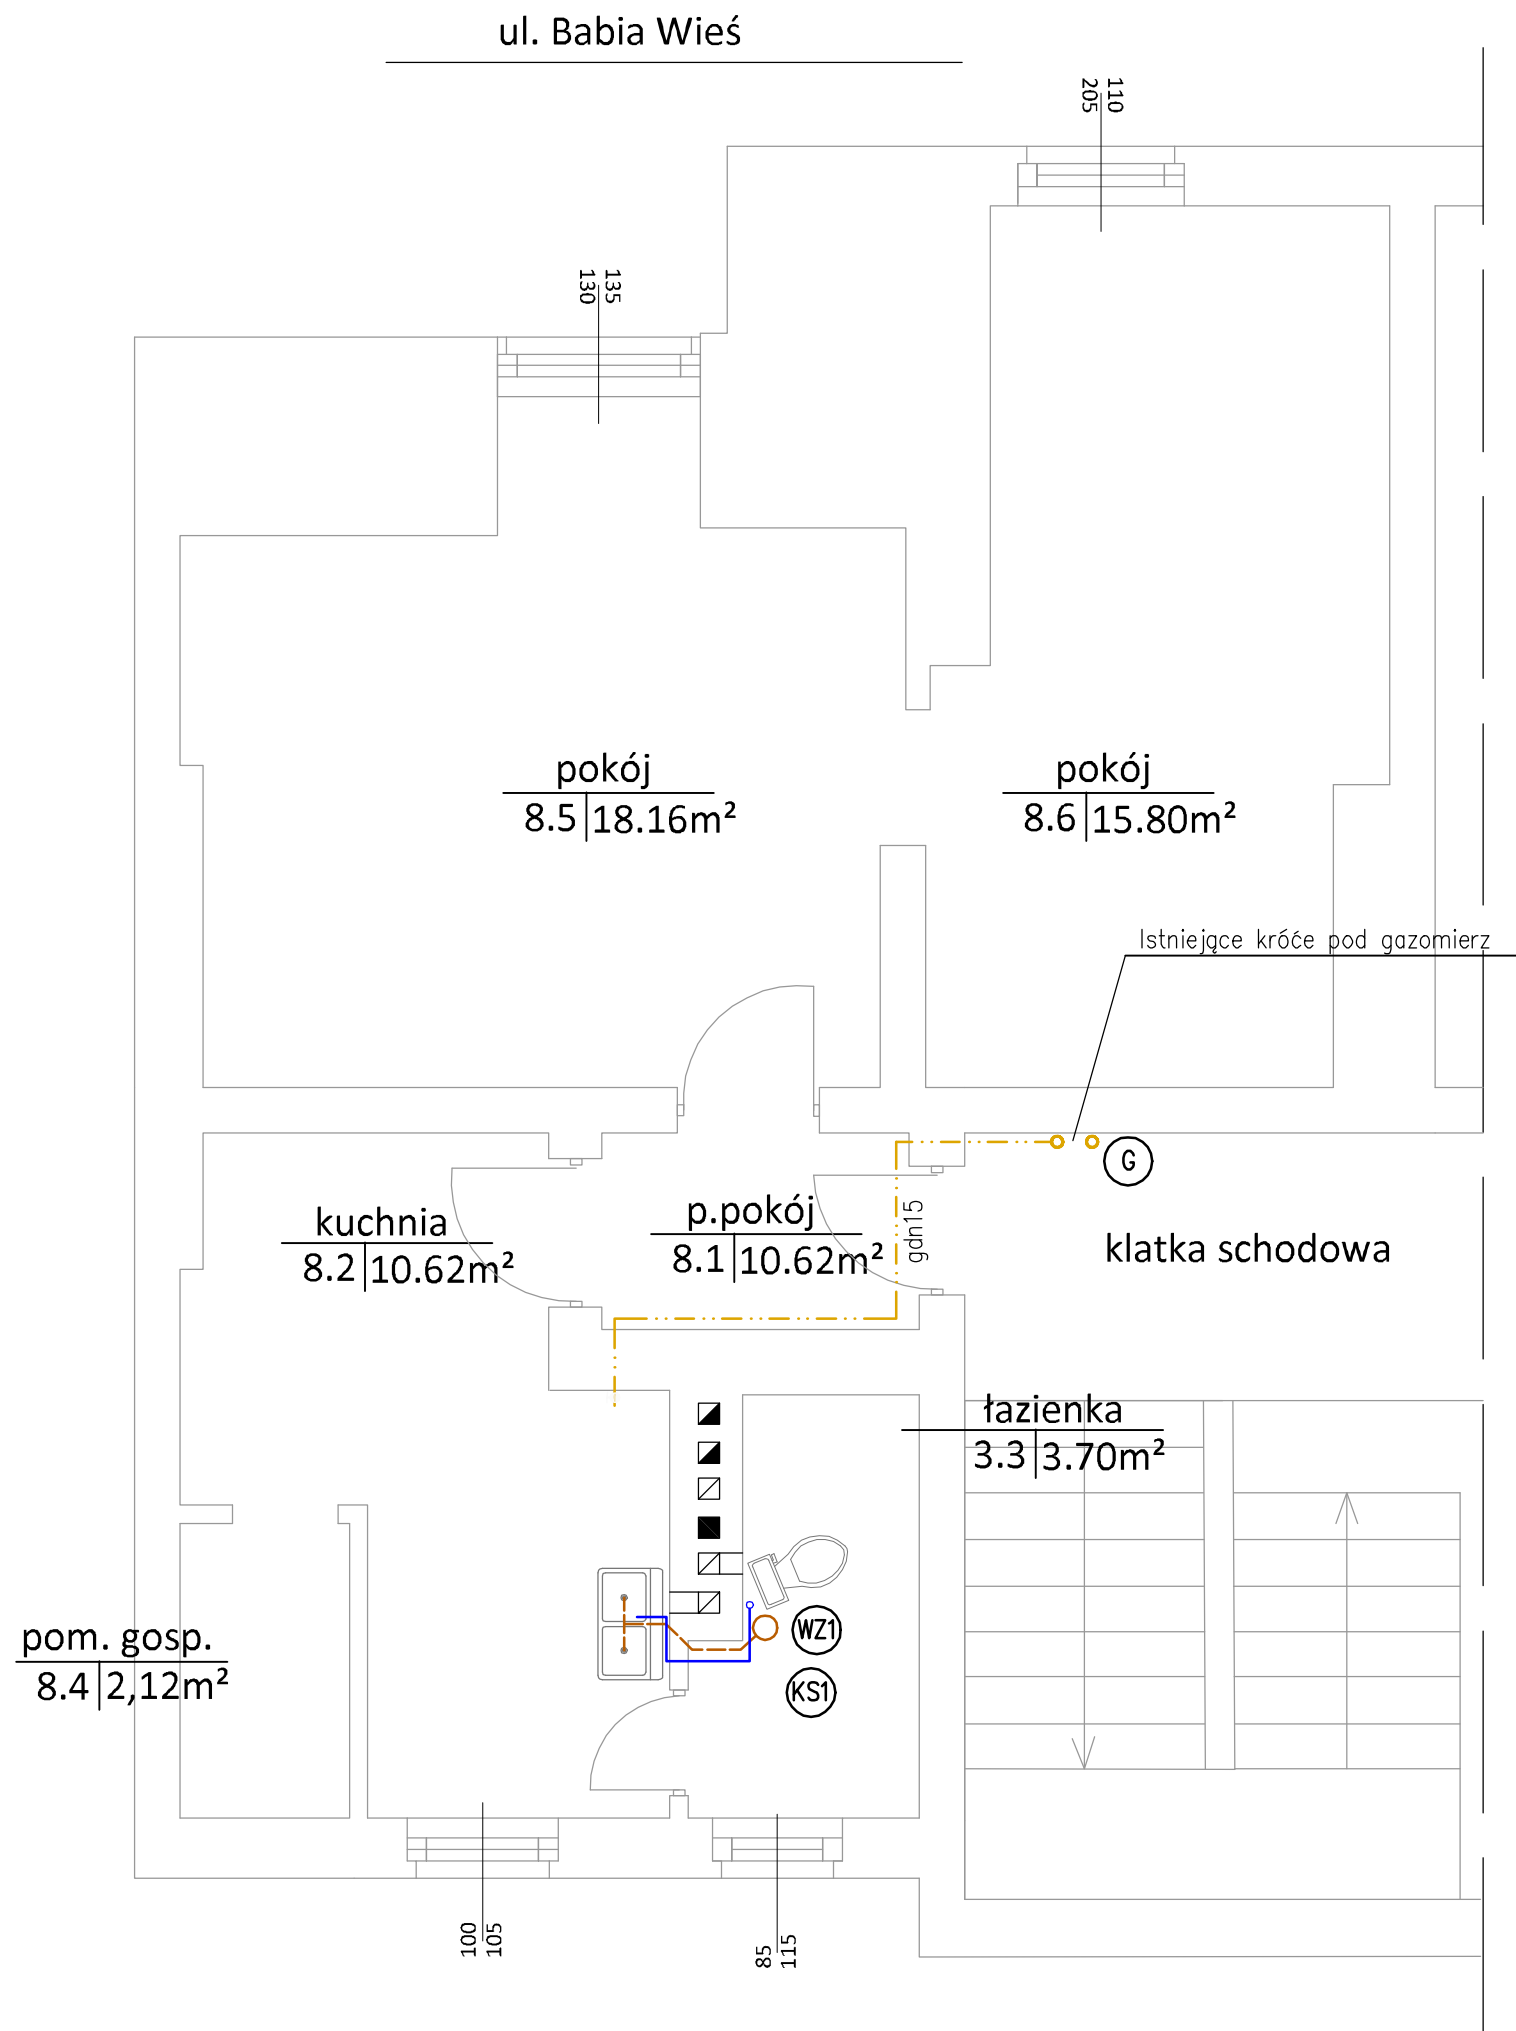 ul. Babia Wieś
110
205
135
130
pokój
8.5 18.16m²
pokój
8.6 15.80m²
Istniejące króće pod gazomierz
G
kuchnia
8.2 10.62m²
p.pokój
8.1 10.62m²
gdn15
klatka schodowa
łazienka
3.3 3.70m²
WZ1
pom. gosp.
8.4 2,12m²
KS1
100
105
85
115